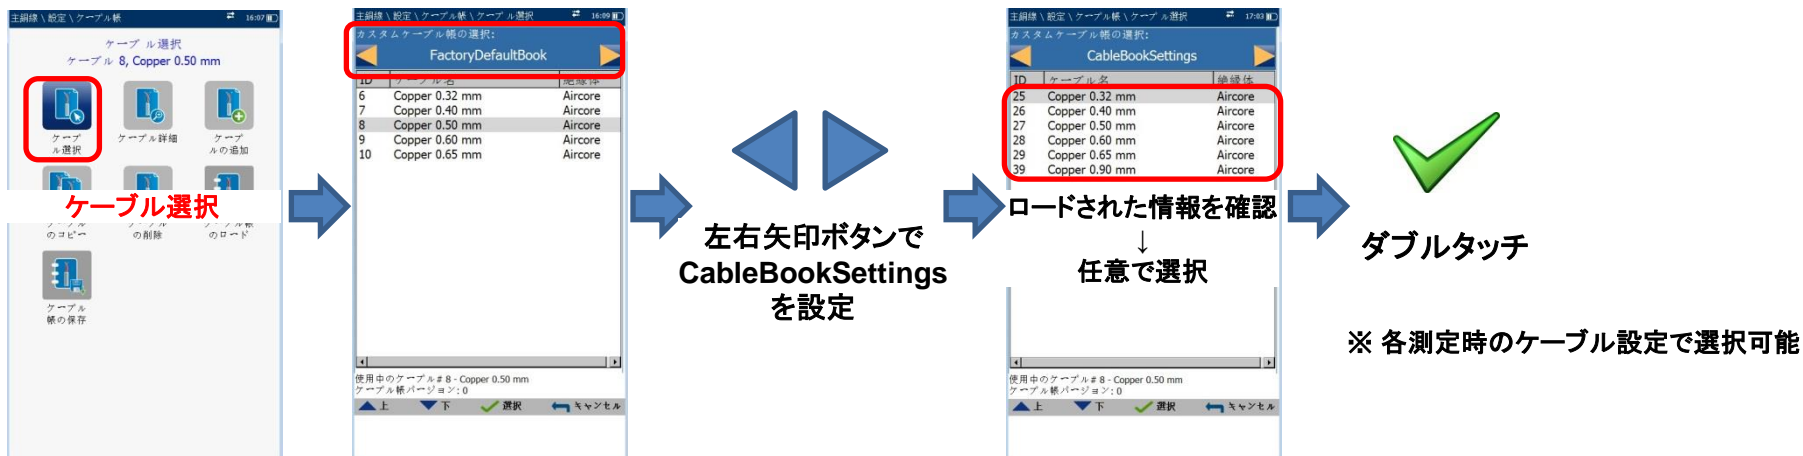 主銅線 \ 設定 \ ケーブル帳
16:07
ケーブル選択
ケーブル 8, Copper 0.50 mm
ケーブ
ル選択
ケーブル詳細
ケーブ
ルの追加
ケーブル選択
のコピー
の削除
のロード
ケーブル
帳の保存
主銅線 \ 設定 \ ケーブル帳 \ ケーブル選択
16:09
カスタムケーブル帳の選択:
FactoryDefaultBook
ID ケーブル名 絶縁体
6 Copper 0.32 mm Aircore
7 Copper 0.40 mm Aircore
8 Copper 0.50 mm Aircore
9 Copper 0.60 mm Aircore
10 Copper 0.65 mm Aircore
使用中のケーブル# 8 - Copper 0.50 mm
ケーブル帳バージョン: 0
上 下 選択 キャンセル
左右矢印ボタンで
CableBookSettings
を設定
主銅線 \ 設定 \ ケーブル帳 \ ケーブル選択
17:03
カスタムケーブル帳の選択:
CableBookSettings
ID ケーブル名 絶縁体
25 Copper 0.32 mm Aircore
26 Copper 0.40 mm Aircore
27 Copper 0.50 mm Aircore
28 Copper 0.60 mm Aircore
29 Copper 0.65 mm Aircore
39 Copper 0.90 mm Aircore
ロードされた情報を確認
↓
任意で選択
使用中のケーブル# 8 - Copper 0.50 mm
ケーブル帳バージョン: 0
上 下 選択 キャンセル
ダブルタッチ
※ 各測定時のケーブル設定で選択可能